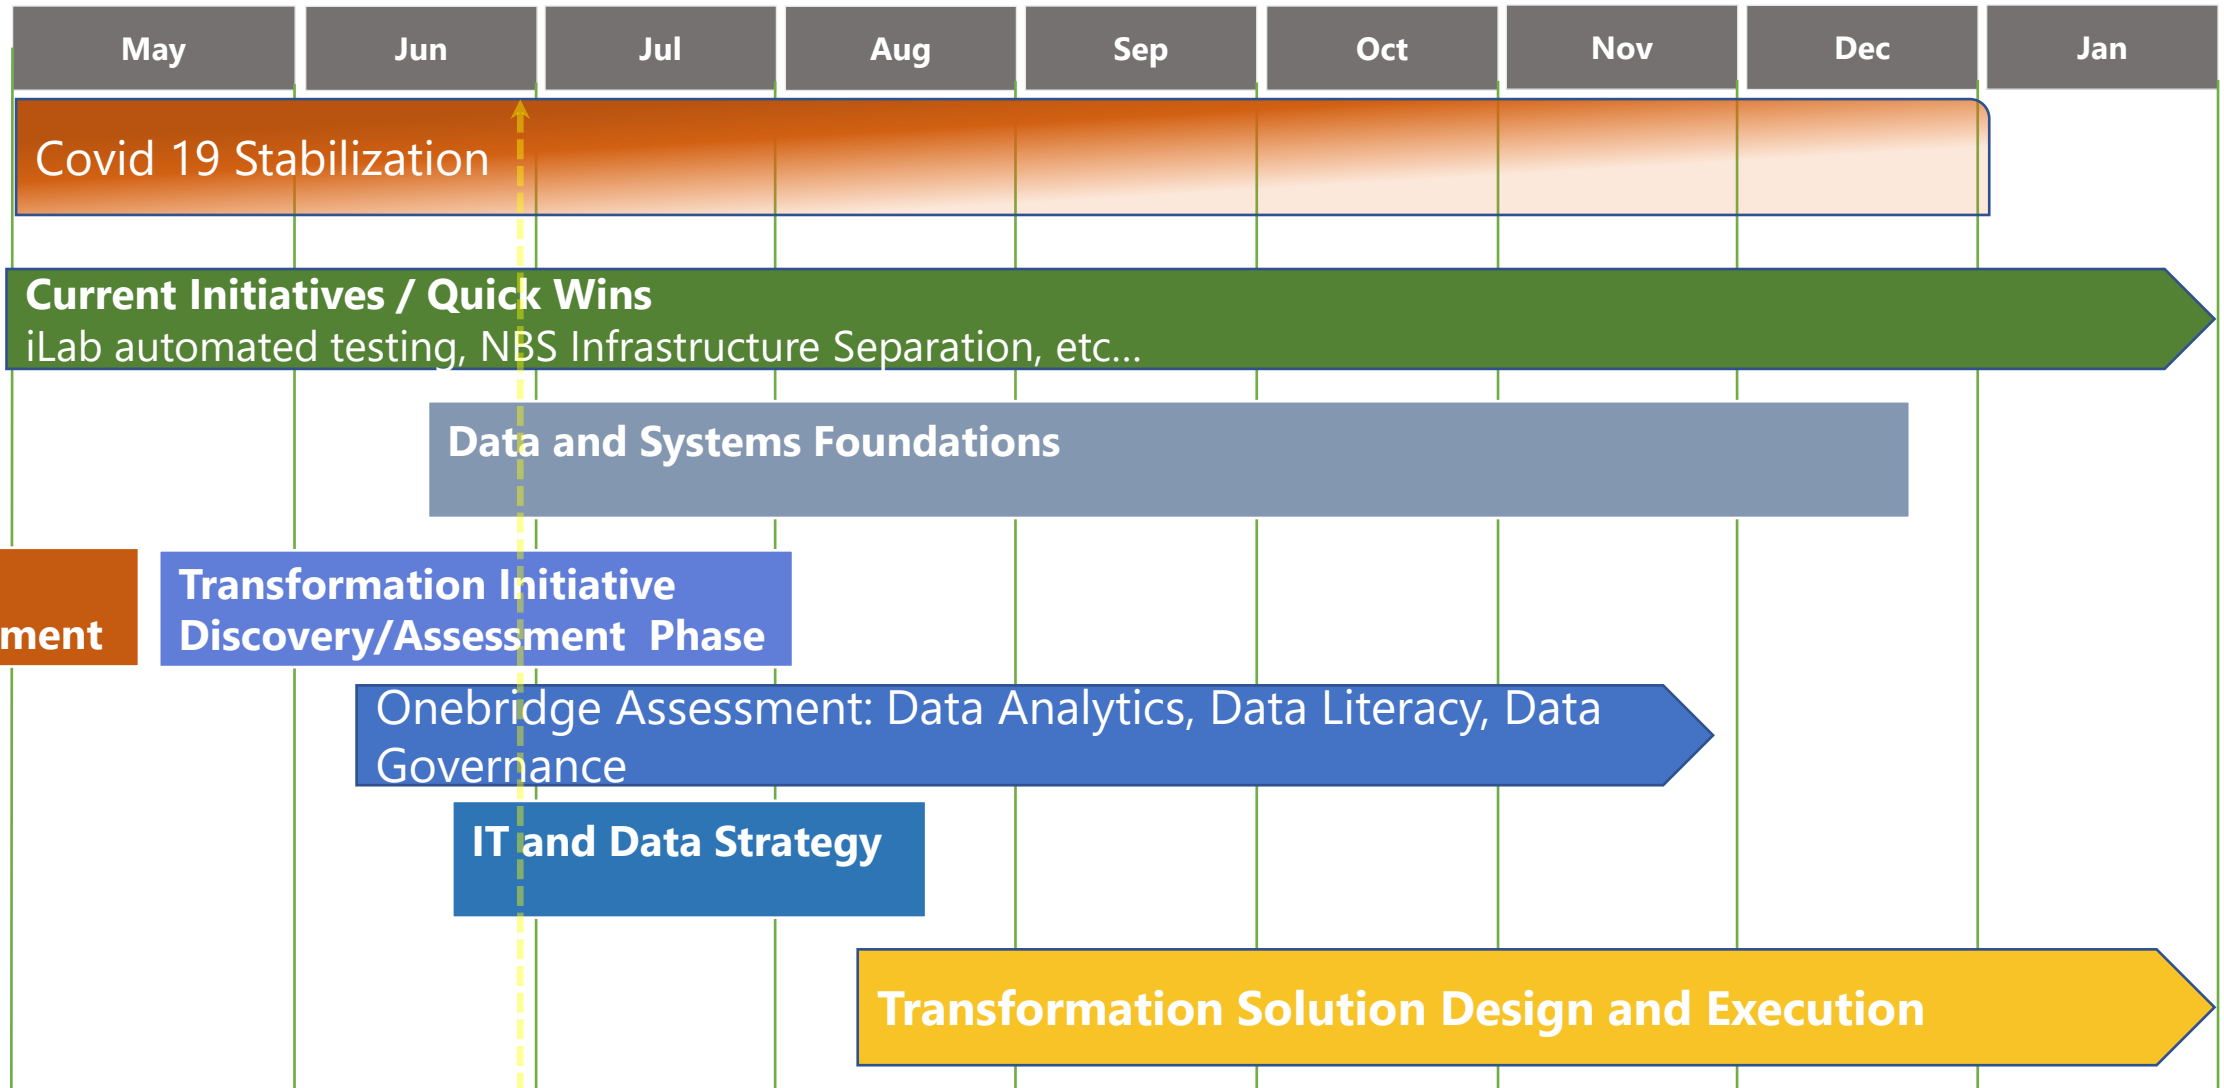 May Jun Jul Aug Sep Oct Nov Dec Jan
Covid 19 Stabilization
Current Initiatives / Quick Wins
iLab automated testing, NBS Infrastructure Separation, etc...
Data and Systems Foundations
ment
Transformation Initiative
Discovery/Assessment Phase
Onebridge Assessment: Data Analytics, Data Literacy, Data
Governance
IT and Data Strategy
Transformation Solution Design and Execution